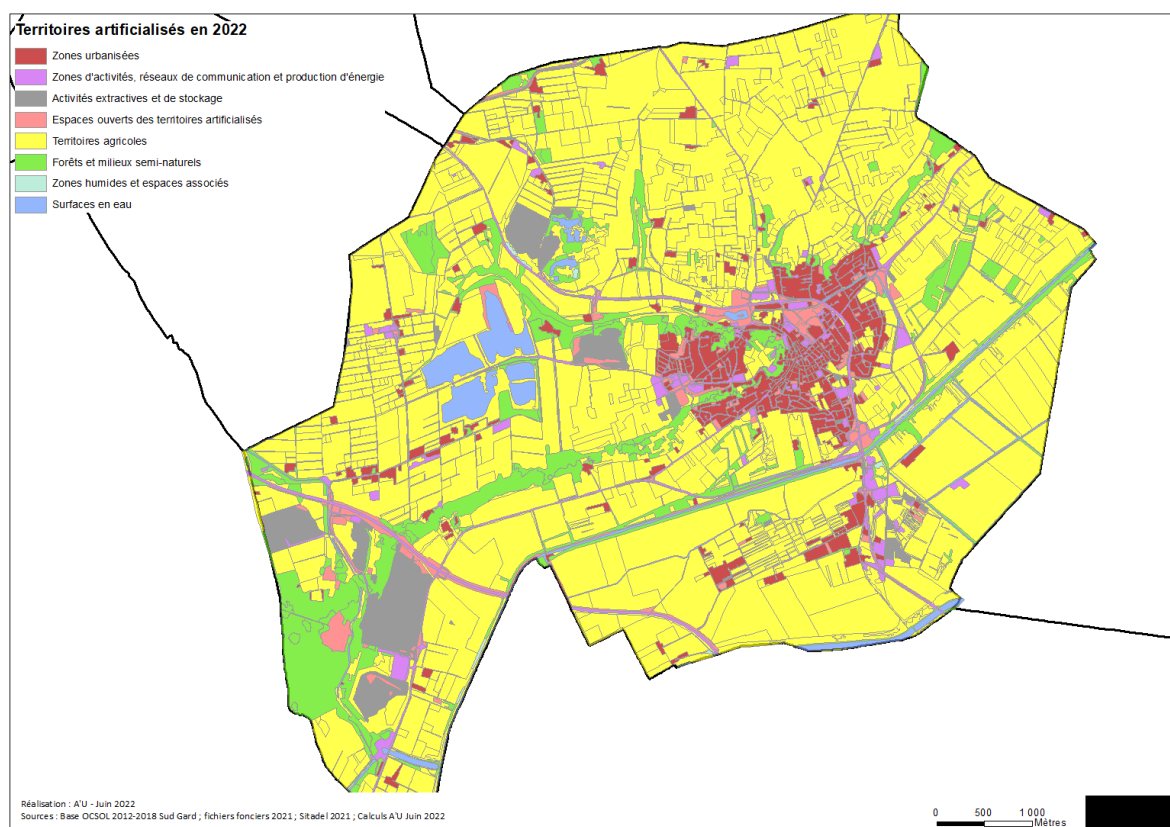 Territoires artificialisés en 2022
Zones urbanisées
Zones d'activités, réseaux de communication et production d'énergie
Activités extractives et de stockage
Espaces ouverts des territoires artificialisés
Territoires agricoles
Forêts et milieux semi-naturels
Zones humides et espaces associés
Surfaces en eau
Réalisation : A'U - Juin 2022
Sources : Base OCSOL 2012-2018 Sud Gard ; fichiers fonciers 2021 ; Sitadel 2021 ; Calculs A'U Juin 2022
0 500 1 000
Mètres